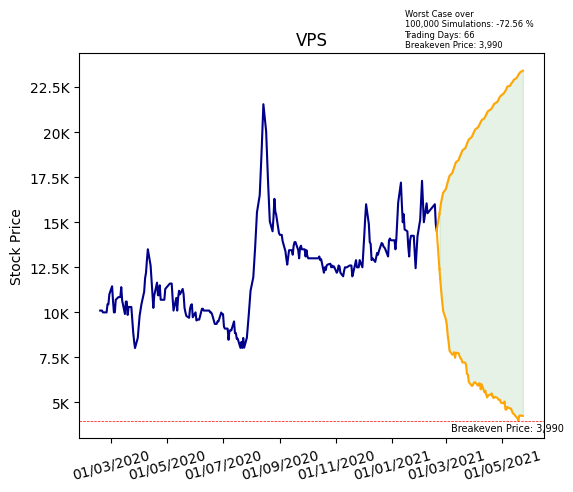 Worst Case over
100,000 Simulations: -72.56 %
Trading Days: 66
Breakeven Price: 3,990
VPS
Stock Price
22.5K
20K
17.5K
15K
12.5K
10K
7.5K
5K
Breakeven Price: 3,990
01/03/2020
01/05/2020
01/07/2020
01/09/2020
01/11/2020
01/01/2021
01/03/2021
01/05/2021